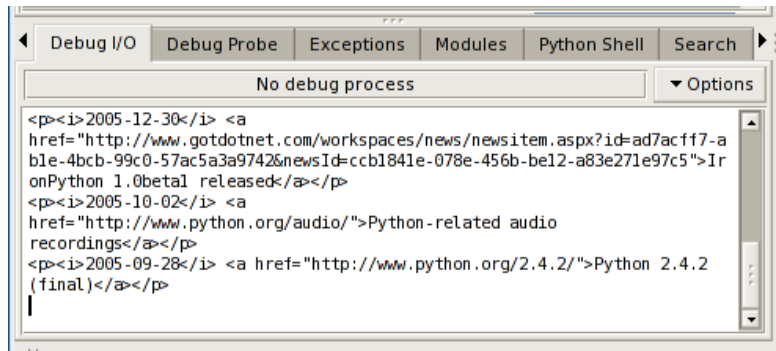 Debug I/O Debug Probe Exceptions Modules Python Shell Search
No debug process Options
<p><i>2005-12-30</i> <a
href="http://www.gotdotnet.com/workspaces/news/newsitem.aspx?id=ad7acff7-a
b1e-4bcb-99c0-57ac5a3a9742&newsId=ccb1841e-078e-456b-be12-a83e271e97c5">Ir
onPython 1.0beta1 released</a></p>
<p><i>2005-10-02</i> <a
href="http://www.python.org/audio/">Python-related audio
recordings</a></p>
<p><i>2005-09-28</i> <a href="http://www.python.org/2.4.2/">Python 2.4.2
(final)</a></p>